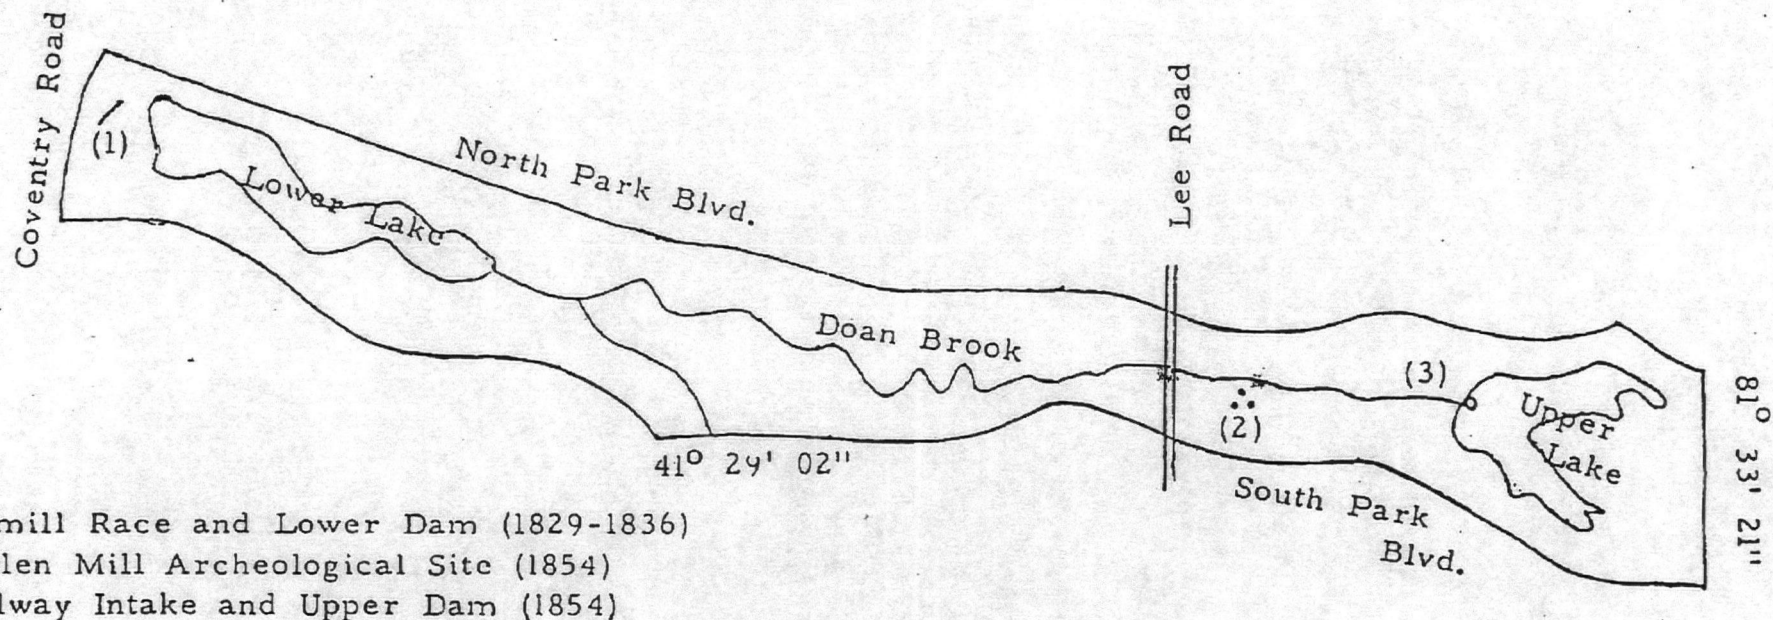 Coventry Road
(1)
Lower Lake
North Park Blvd.
Lee Road
Doan Brook
(2)
(3)
Upper
Lake
81° 33' 21"
41° 29' 02"
South Park
Blvd.
mill Race and Lower Dam (1829-1836)
len Mill Archeological Site (1854)
lway Intake and Upper Dam (1854)